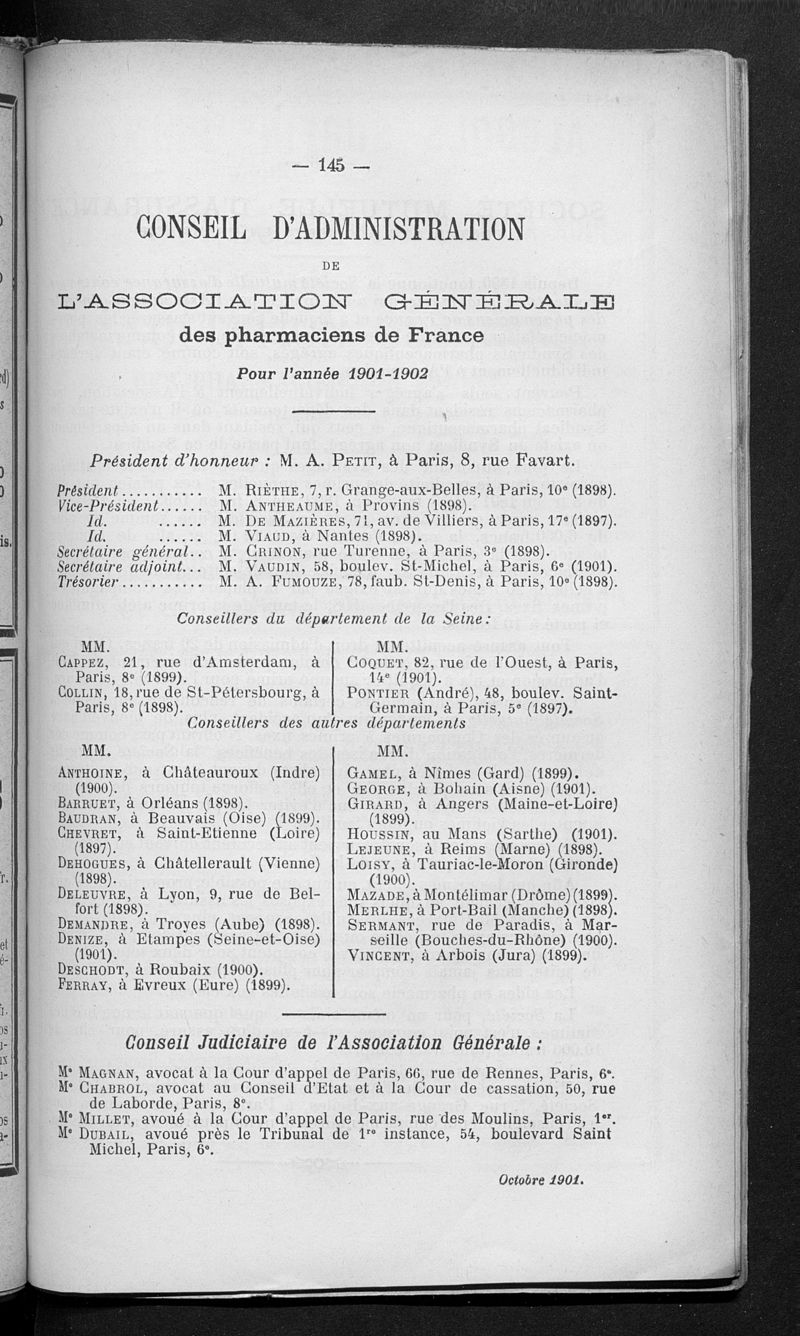 — 145 —
CONSEIL D'ADMINISTRATION
DE
L'ASSOCIATION GÉNÉRALE
des pharmaciens de France
Pour l'année 1901-1902
Président d'honneur : M. A. PETIT, à Paris, 8, rue Favart.
Président........... M. RIÈTHE, 7, r. Grange-aux-Belles, à Paris, 10e (1898).
Vice-Président...... M. ANTHEAUME, à Provins (1898).
Id. ...... M. DE MAZIÈRES, 71, av. de Villiers, à Paris, 17e (1897).
Id. ...... M. VIAUD, à Nantes (1898).
Secrétaire général.. M. CRINON, rue Turenne, à Paris, 3e (1898).
Secrétaire adjoint... M. VAUDIN, 58, boulev. St-Michel, à Paris, 6e (1901).
Trésorier........... M. A. FUMOUZE, 78, faub. St-Denis, à Paris, 10e (1898).
Conseillers du département de la Seine :
MM.
CAPPEZ, 21, rue d'Amsterdam, à
Paris, 8e (1899).
COLLIN, 18, rue de St-Pétersbourg, à
Paris, 8e (1898).
MM.
COQUET, 82, rue de l'Ouest, à Paris,
14e (1901).
PONTIER (André), 48, boulev. Saint-
Germain, à Paris, 5e (1897).
Conseillers des autres départements
MM.
ANTHOINE, à Châteauroux (Indre)
(1900).
BARRUET, à Orléans (1898).
BAUDRAN, à Beauvais (Oise) (1899).
CHEVRET, à Saint-Etienne (Loire)
(1897).
DEHOGUES, à Châtellerault (Vienne)
(1898).
DELEUVRE, à Lyon, 9, rue de Bel-
fort (1898).
DEMANDRE, à Troyes (Aube) (1898).
DENIZE, à Etampes (Seine-et-Oise)
(1901).
DESCHODT, à Roubaix (1900).
FERRAY, à Evreux (Eure) (1899).
MM.
GAMEL, à Nîmes (Gard) (1899).
GEORGE, à Bohain (Aisne) (1901).
GIRARD, à Angers (Maine-et-Loire)
(1899).
HOUSSIN, au Mans (Sarthe) (1901).
LEJEUNE, à Reims (Marne) (1898).
LOISY, à Tauriac-le-Moron (Gironde)
(1900).
MAZADE, à Montélimar (Drôme) (1899).
MERLHE, à Port-Bail (Manche) (1898).
SERMANT, rue de Paradis, à Mar-
seille (Bouches-du-Rhône) (1900).
VINCENT, à Arbois (Jura) (1899).
Conseil Judiciaire de l'Association Générale :
Me MAGNAN, avocat à la Cour d'appel de Paris, 66, rue de Rennes, Paris, 6e.
Me CHABROL, avocat au Conseil d'Etat et à la Cour de cassation, 50, rue
de Laborde, Paris, 8e.
Me MILLET, avoué à la Cour d'appel de Paris, rue des Moulins, Paris, 1er.
Me DUBAIL, avoué près le Tribunal de 1re instance, 54, boulevard Saint
Michel, Paris, 6e.
Octobre 1901.